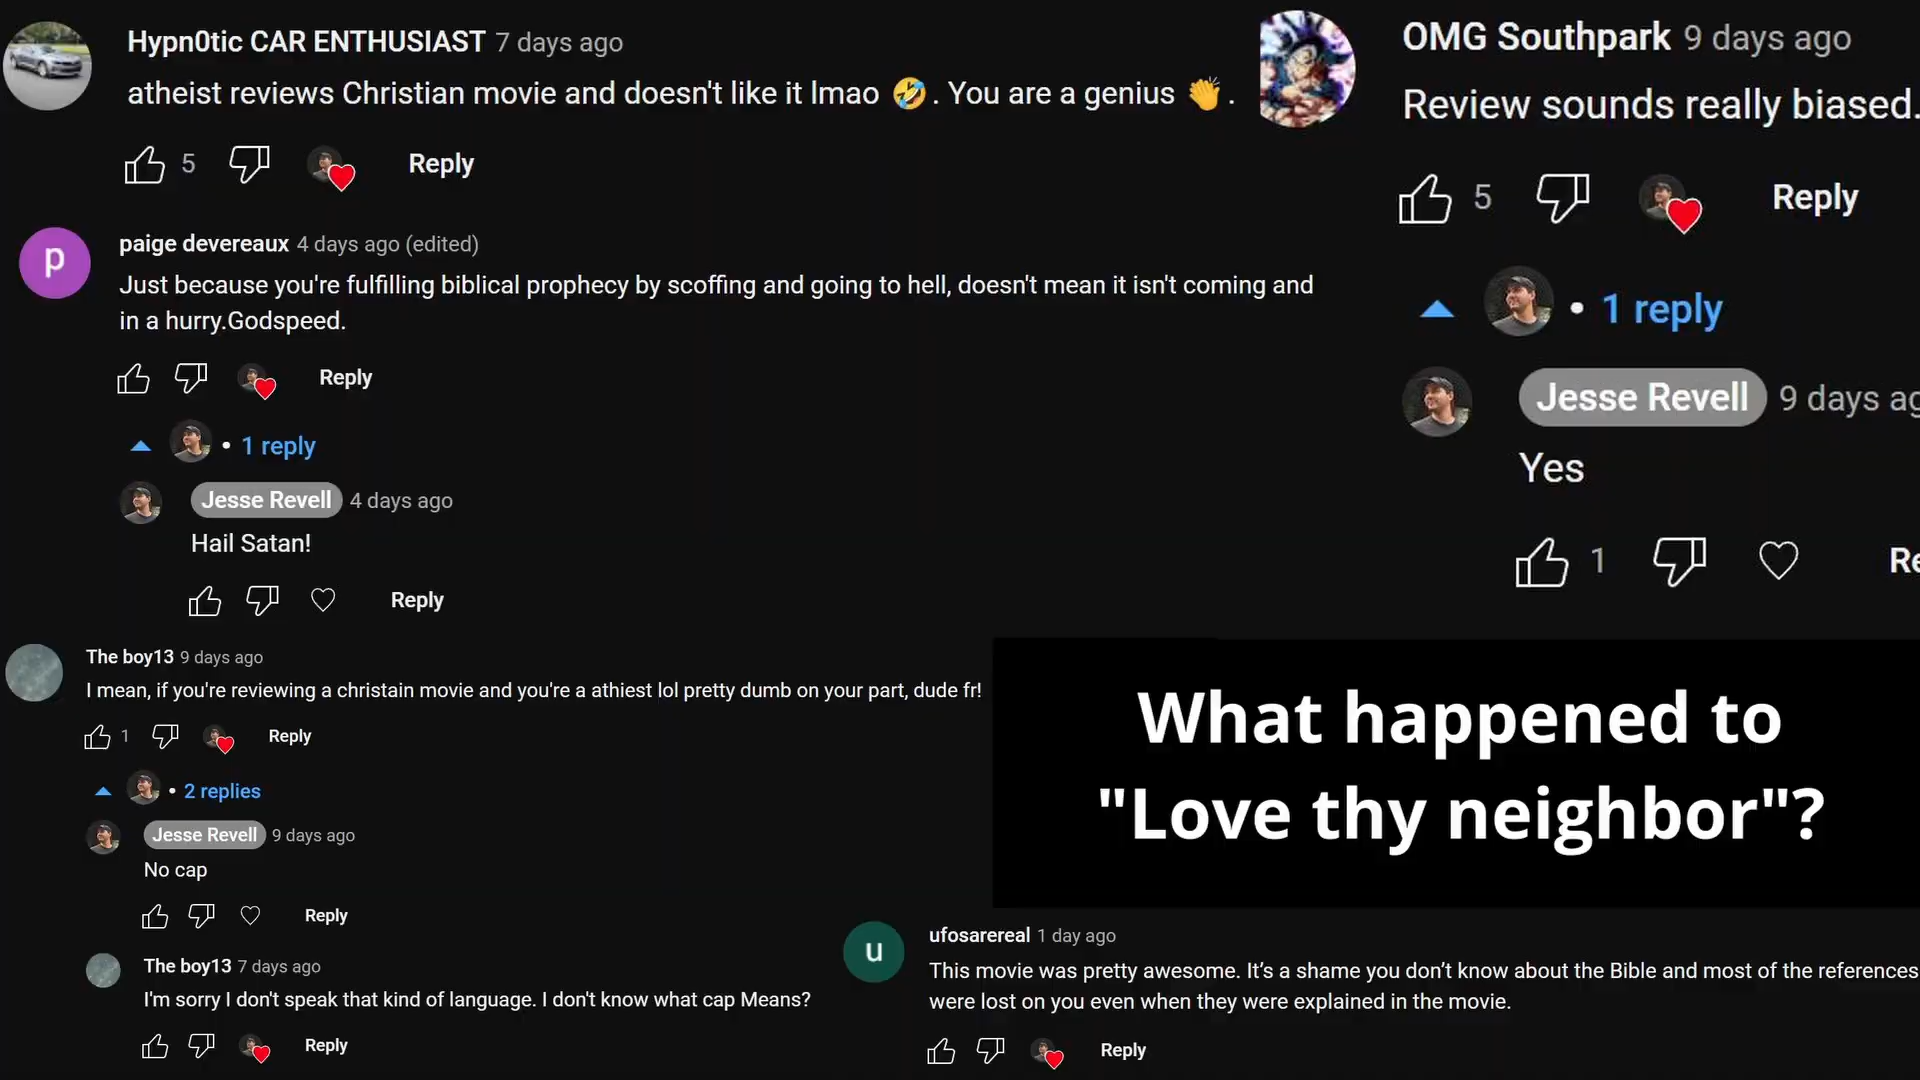 Hypn0tic CAR ENTHUSIAST 7 days ago
atheist reviews Christian movie and doesn't like it lmao 🤣. You are a genius 👏.
5
Reply
p
paige devereaux 4 days ago (edited)
Just because you're fulfilling biblical prophecy by scoffing and going to hell, doesn't mean it isn't coming and
in a hurry.Godspeed.
Reply
• 1 reply
Jesse Revell 4 days ago
Hail Satan!
Reply
The boy13 9 days ago
I mean, if you're reviewing a christain movie and you're a athiest lol pretty dumb on your part, dude fr!
1
Reply
• 2 replies
Jesse Revell 9 days ago
No cap
Reply
The boy13 7 days ago
I'm sorry I don't speak that kind of language. I don't know what cap Means?
Reply
OMG Southpark 9 days ago
Review sounds really biased.
5
Reply
• 1 reply
Jesse Revell 9 days ag
Yes
1
Re
What happened to
"Love thy neighbor"?
u
ufosarereal 1 day ago
This movie was pretty awesome. It’s a shame you don’t know about the Bible and most of the references
were lost on you even when they were explained in the movie.
Reply